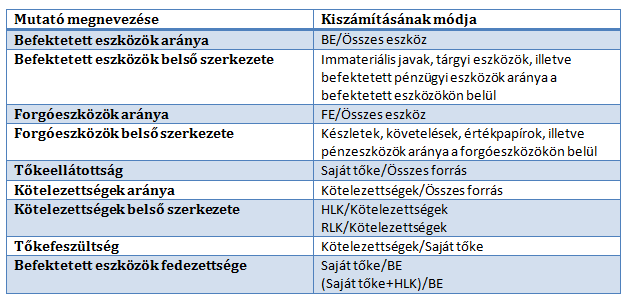 Mutató megnevezése Kiszámításának módja
Befektetett eszközök aránya BE/Összes eszköz
Befektetett eszközök belső szerkezete Immateriális javak, tárgyi eszközök, illetve
befektetett pénzügyi eszközök aránya a
befektetett eszközökön belül
Forgóeszközök aránya FE/Összes eszköz
Forgóeszközök belső szerkezete Készletek, követelések, értékpapírok, illetve
pénzeszközök aránya a forgóeszközökön belül
Tőkeellátottság Saját tőke/Összes forrás
Kötelezettségek aránya Kötelezettségek/Összes forrás
Kötelezettségek belső szerkezete HLK/Kötelezettségek
RLK/Kötelezettségek
Tőkefeszültség Kötelezettségek/Saját tőke
Befektetett eszközök fedezettsége Saját tőke/BE
(Saját tőke+HLK)/BE